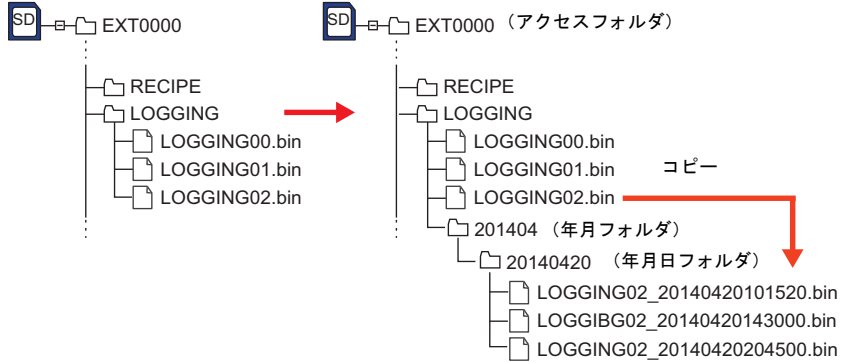 SD
EXT0000
RECIPE
LOGGING
LOGGING00.bin
LOGGING01.bin
LOGGING02.bin
SD
EXT0000 (アクセスフォルダ)
RECIPE
LOGGING
LOGGING00.bin
LOGGING01.bin
LOGGING02.bin
コピー
201404 (年月フォルダ)
20140420 (年月日フォルダ)
LOGGING02_20140420101520.bin
LOGGIBG02_20140420143000.bin
LOGGING02_20140420204500.bin